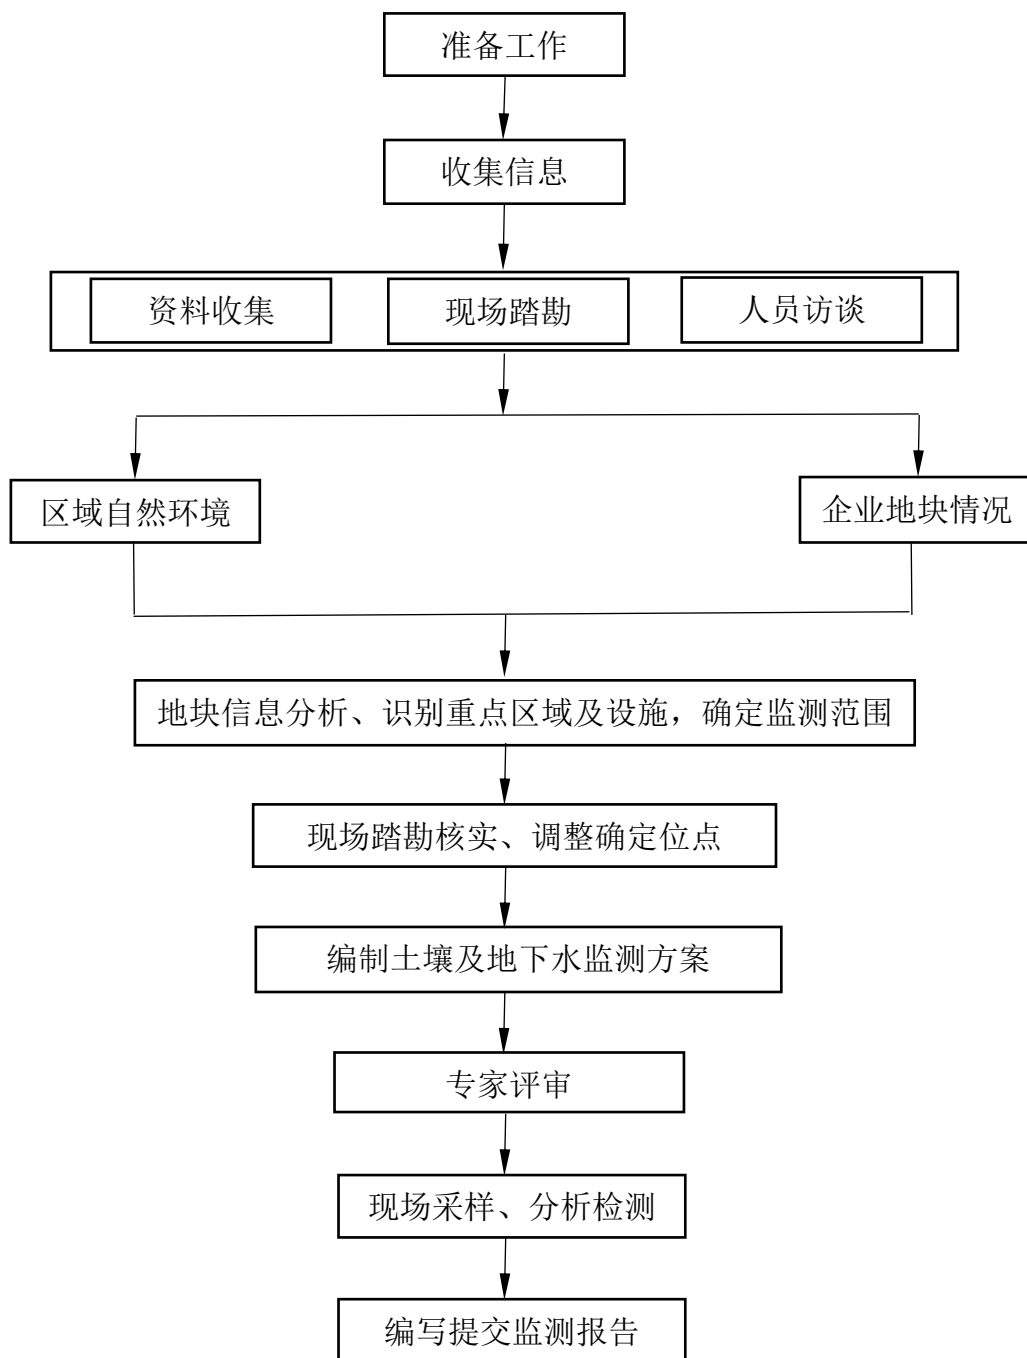 准备工作
收集信息
资料收集
现场踏勘
人员访谈
区域自然环境
企业地块情况
地块信息分析、识别重点区域及设施，确定监测范围
现场踏勘核实、调整确定位点
编制土壤及地下水监测方案
专家评审
现场采样、分析检测
编写提交监测报告